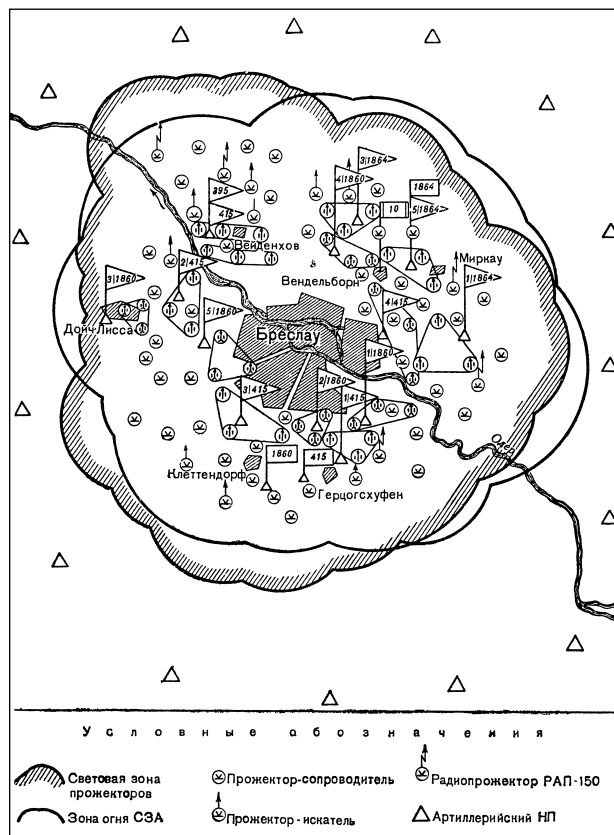 3|1864
4|1860
1864
395
415
10
5|1864
Венденхов
Миркау
2|415
Вендельборн
3|1860
1|1864
4|415
5|1860
Дойч-Лисса
Бреслау
1|1860
3|415
2|1860
1|415
Одер
1860
415
Клеттендорф
Герцогсхуфен
Условные обозначения
Световая зона
прожекторов
Прожектор-сопроводитель
Радиопрожектор РАП-150
Зона огня СЗА
Прожектор-искатель
Артиллерийский НП